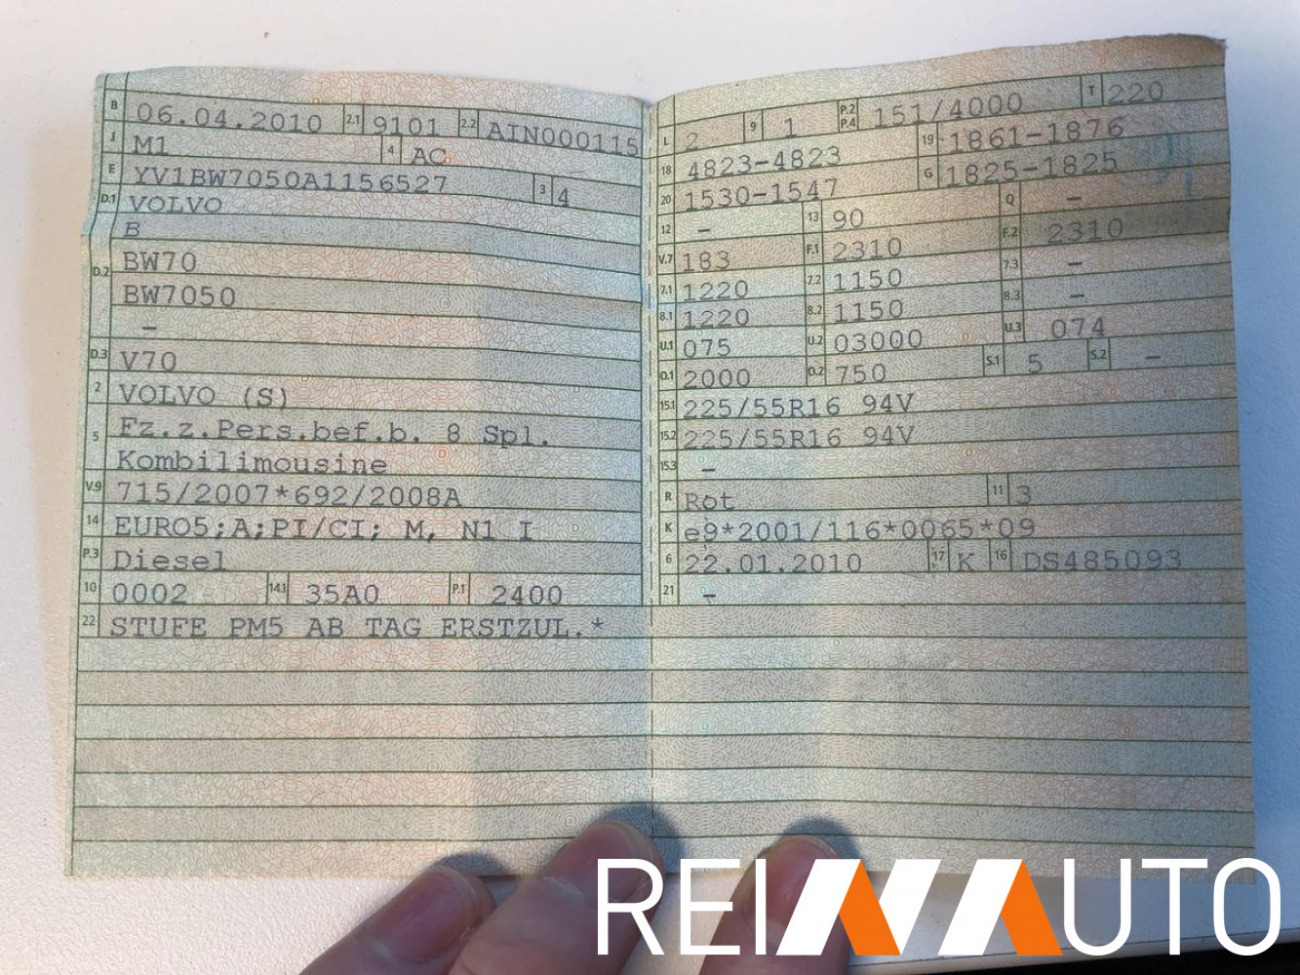 B 06.04.2010 2.1 9101 2.2 AIN000115
J M1 4 AC
E YV1BW7050A1156527 3 4
D.1 VOLVO
B
D.2 BW70
BW7050
–
D.3 V70
2 VOLVO (S)
5 Fz.z.Pers.bef.b. 8 Spl.
Kombilimousine
V.9 715/2007*692/2008A
14 EURO5;A;PI/CI; M, N1 I
P.3 Diesel
10 0002 14.1 35A0 P.1 2400
22 STUFE PM5 AB TAG ERSTZUL.*
L 2 9 1 P.2 P.4 151/4000 T 220
18 4823-4823 19 1861-1876
20 1530-1547 G 1825-1825
12 – 13 90 Q –
V.7 183 F.1 2310 F.2 2310
7.1 1220 7.2 1150 7.3 –
8.1 1220 8.2 1150 8.3 –
U.1 075 U.2 03000 U.3 074
O.1 2000 O.2 750 S.1 5 S.2 –
15.1 225/55R16 94V
15.2 225/55R16 94V
15.3 –
R Rot 11 3
K e9*2001/116*0065*09
6 22.01.2010 17 K 16 DS485093
21 –
REINAUTO